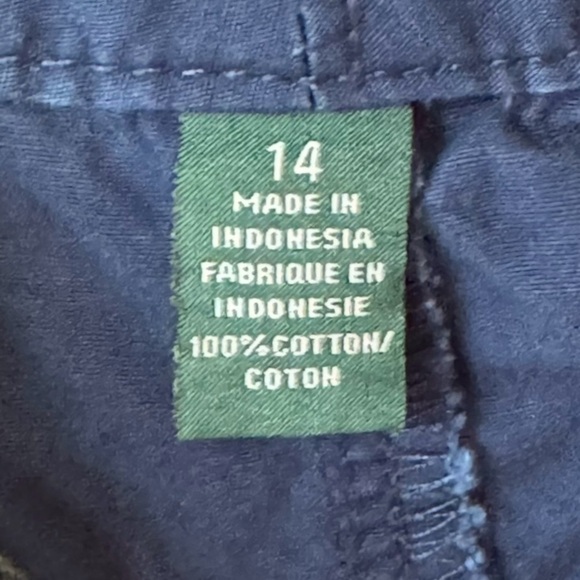 14
MADE IN
INDONESIA
FABRIQUE EN
INDONESIE
100%COTTON/
COTON